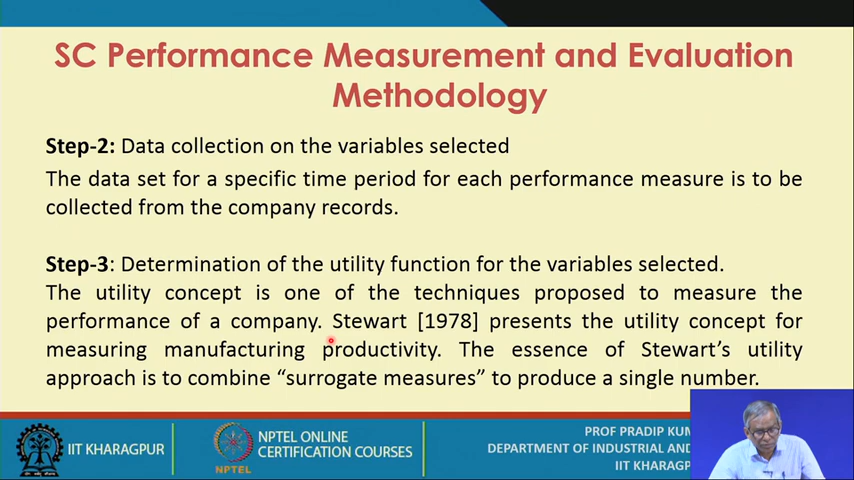 SC Performance Measurement and Evaluation
Methodology
Step-2: Data collection on the variables selected
The data set for a specific time period for each performance measure is to be
collected from the company records.
Step-3: Determination of the utility function for the variables selected.
The utility concept is one of the techniques proposed to measure the
performance of a company. Stewart [1978] presents the utility concept for
measuring manufacturing productivity. The essence of Stewart’s utility
approach is to combine “surrogate measures” to produce a single number.
IIT KHARAGPUR
NPTEL
NPTEL ONLINE
CERTIFICATION COURSES
PROF PRADIP
DEPARTMENT OF INDUSTRIAL AND
IIT